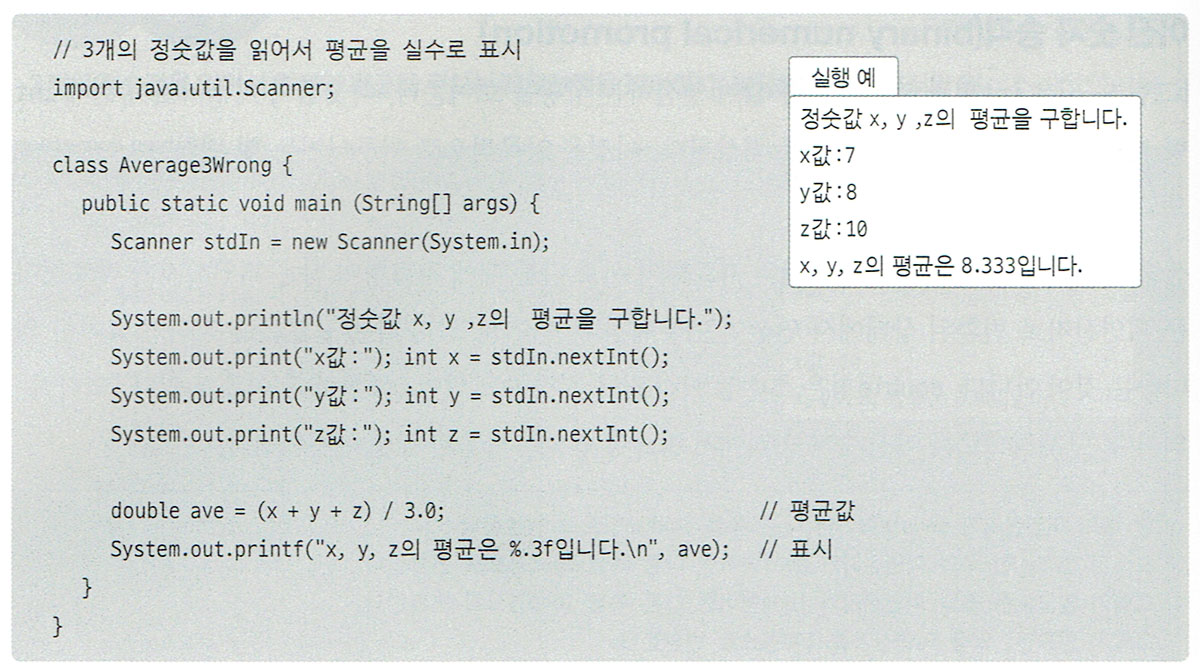 // 3개의 정숫값을 읽어서 평균을 실수로 표시
import java.util.Scanner;
class Average3Wrong {
public static void main (String[] args) {
Scanner stdIn = new Scanner(System.in);
System.out.println("정숫값 x, y ,z의 평균을 구합니다.");
System.out.print("x값:"); int x = stdIn.nextInt();
System.out.print("y값:"); int y = stdIn.nextInt();
System.out.print("z값:"); int z = stdIn.nextInt();
double ave = (x + y + z) / 3.0; // 평균값
System.out.printf("x, y, z의 평균은 %.3f입니다.\n", ave); // 표시
}
}
실행 예
정숫값 x, y ,z의 평균을 구합니다.
x값:7
y값:8
z값:10
x, y, z의 평균은 8.333입니다.